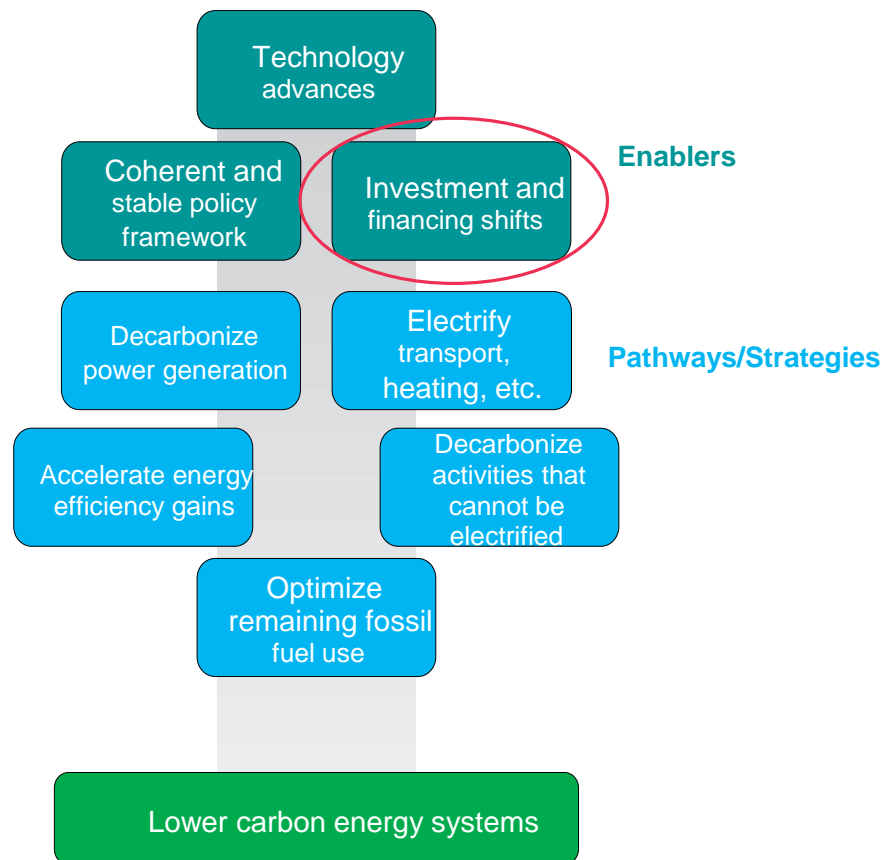 Technology
advances
Coherent and
stable policy
framework
Investment and
financing shifts
Enablers
Decarbonize
power generation
Electrify
transport,
heating, etc.
Pathways/Strategies
Accelerate energy
efficiency gains
Decarbonize
activities that
cannot be
electrified
Optimize
remaining fossil
fuel use
Lower carbon energy systems